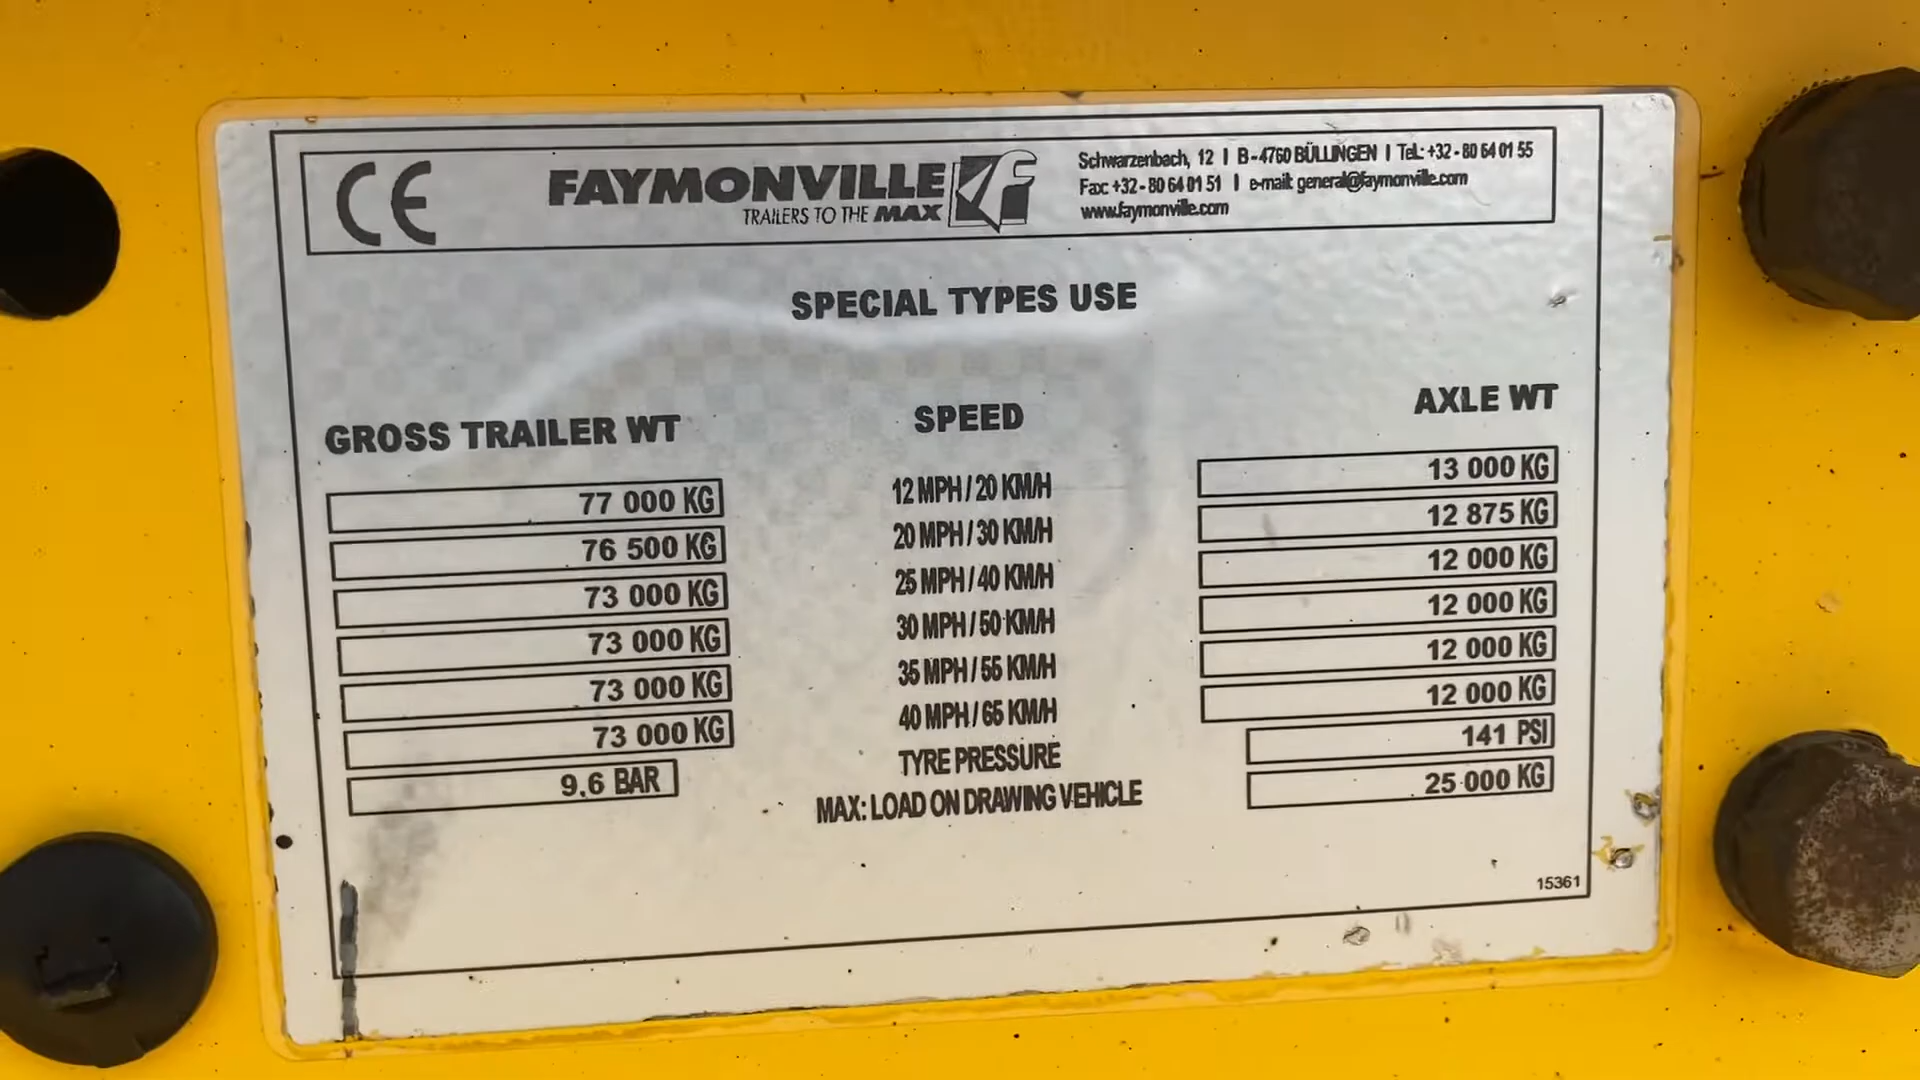 CE FAYMONVILLE Schwarzenbach, 12 | B-4760 BÜLLINGEN | Tel.: +32 - 80 64 01 55
TRAILERS TO THE MAX Fax: +32 - 80 64 01 51 | e-mail: general@faymonville.com
www.faymonville.com
SPECIAL TYPES USE
GROSS TRAILER WT SPEED AXLE WT
77 000 KG 12 MPH / 20 KM/H 13 000 KG
76 500 KG 20 MPH / 30 KM/H 12 875 KG
73 000 KG 25 MPH / 40 KM/H 12 000 KG
73 000 KG 30 MPH / 50 KM/H 12 000 KG
73 000 KG 35 MPH / 55 KM/H 12 000 KG
73 000 KG 40 MPH / 65 KM/H 12 000 KG
9.6 BAR TYRE PRESSURE 141 PSI
MAX: LOAD ON DRAWING VEHICLE 25 000 KG
15361